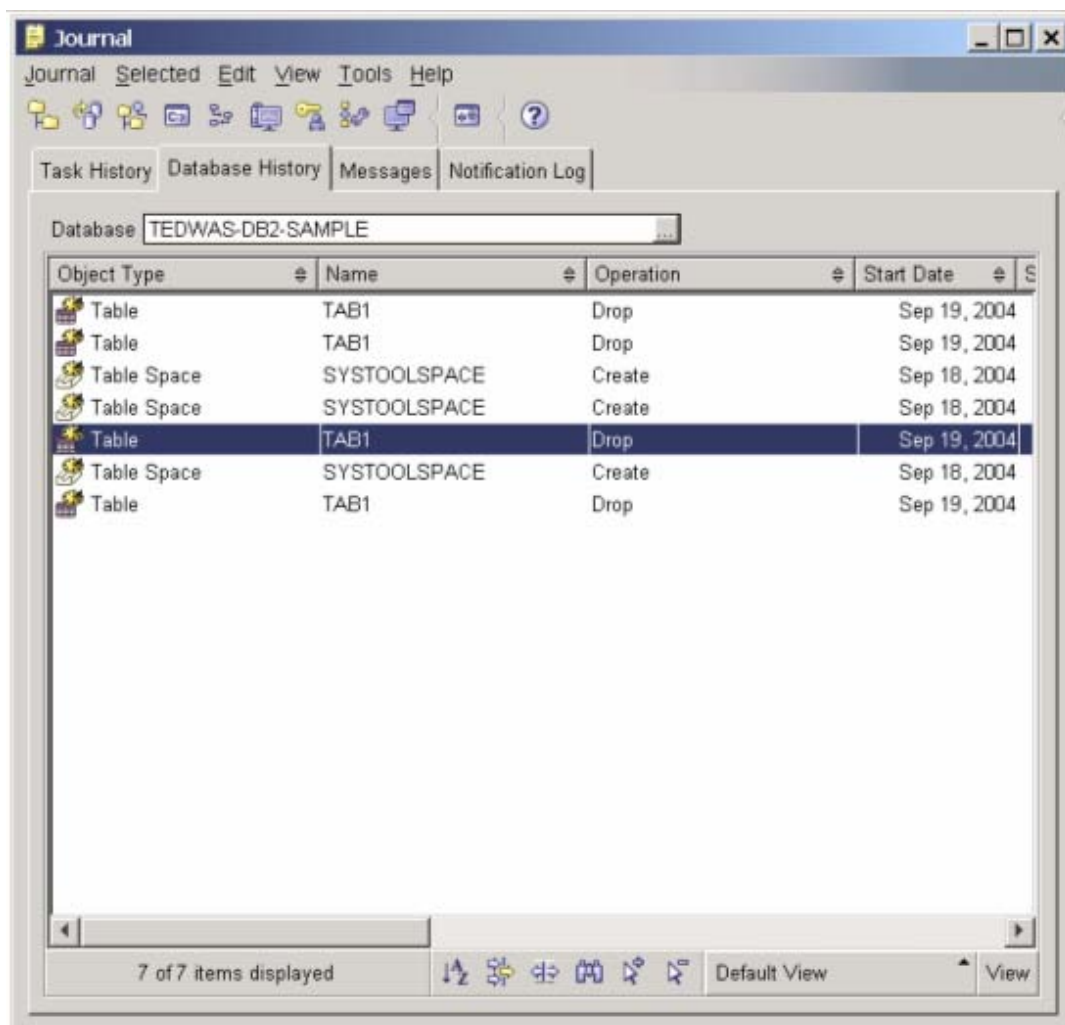 Journal
Journal Selected Edit View Tools Help
Task History Database History Messages Notification Log
Database TEDWAS-DB2-SAMPLE ...
Object Type Name Operation Start Date S
Table TAB1 Drop Sep 19, 2004
Table TAB1 Drop Sep 19, 2004
Table Space SYSTOOLSPACE Create Sep 18, 2004
Table Space SYSTOOLSPACE Create Sep 18, 2004
Table TAB1 Drop Sep 19, 2004
Table Space SYSTOOLSPACE Create Sep 18, 2004
Table TAB1 Drop Sep 19, 2004
7 of 7 items displayed Default View View